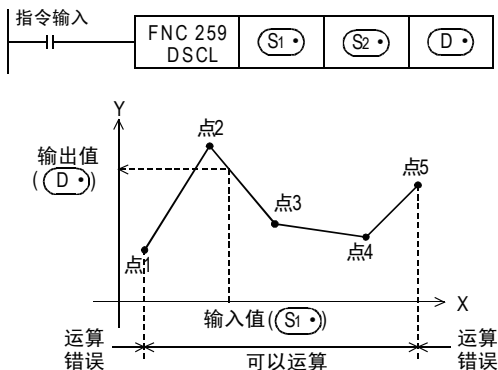 指令输入
FNC 259
DSCL
S1・
S2・
D・
Y
点2
输出值
(D・)
点5
点3
点1
点4
X
输入值(S1・)
运算
错误
可以运算
运算
错误